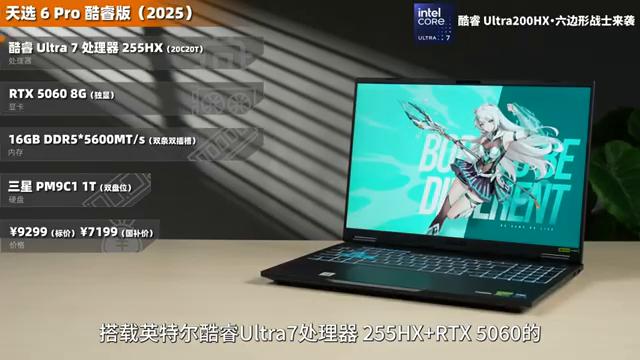 天选 6 Pro 酷睿版（2025）
intel
CORE
ULTRA 7
酷睿 Ultra200HX·六边形战士来袭
酷睿 Ultra 7 处理器 255HX（20C20T）
处理器
RTX 5060 8G（独显）
显卡
16GB DDR5*5600MT/s（双条双插槽）
内存
三星 PM9C1 1T（双盘位）
硬盘
¥9299（标价）¥7199（国补价）
价格
搭载英特尔酷睿Ultra7处理器 255HX+RTX 5060的